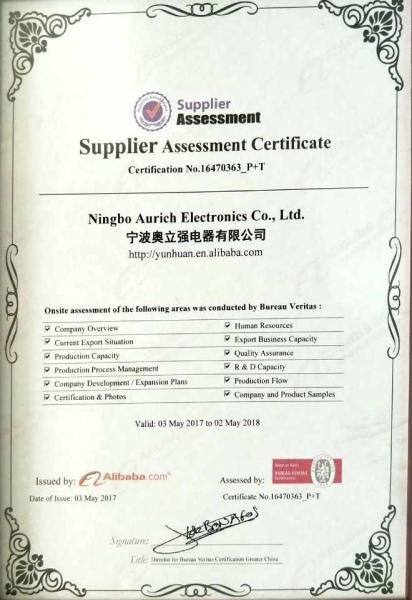 Supplier
Assessment
Supplier Assessment Certificate
Certification No.16470363_P+T
Ningbo Aurich Electronics Co., Ltd.
宁波奥立强电器有限公司
http://yunhuan.en.alibaba.com
Onsite assessment of the following areas was conducted by Bureau Veritas :
Company Overview
Human Resources
Current Export Situation
Export Business Capacity
Production Capacity
Quality Assurance
Production Process Management
R & D Capacity
Company Development / Expansion Plans
Production Flow
Certification & Photos
Company and Product Samples
Valid: 03 May 2017 to 02 May 2018
Issued by: Alibaba.com
Assessed by: BUREAU VERITAS
Date of Issue: 03 May 2017
Certificate No.16470363_P+T
Signature:
Title: Director for Bureau Veritas Certification Greater China